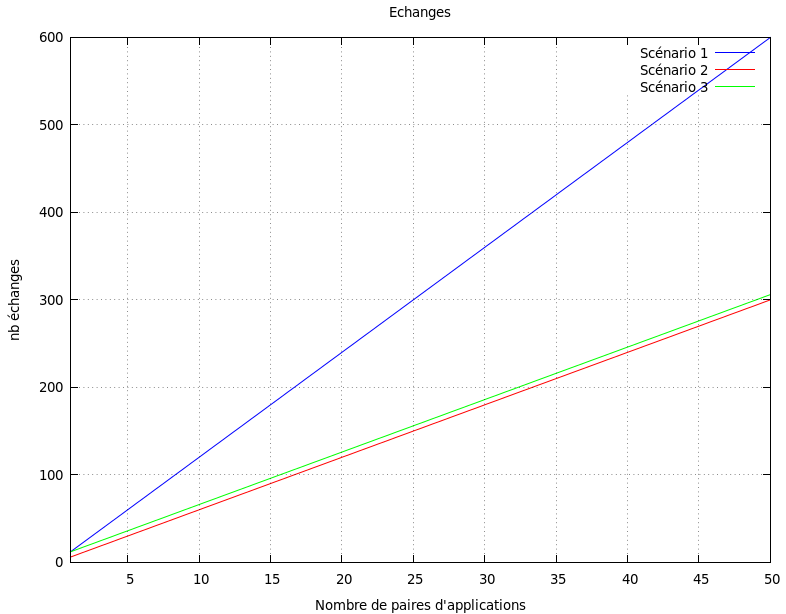 Echanges
600
500
400
300
200
100
0
nb échanges
Scénario 1
Scénario 2
Scénario 3
5 10 15 20 25 30 35 40 45 50
Nombre de paires d'applications